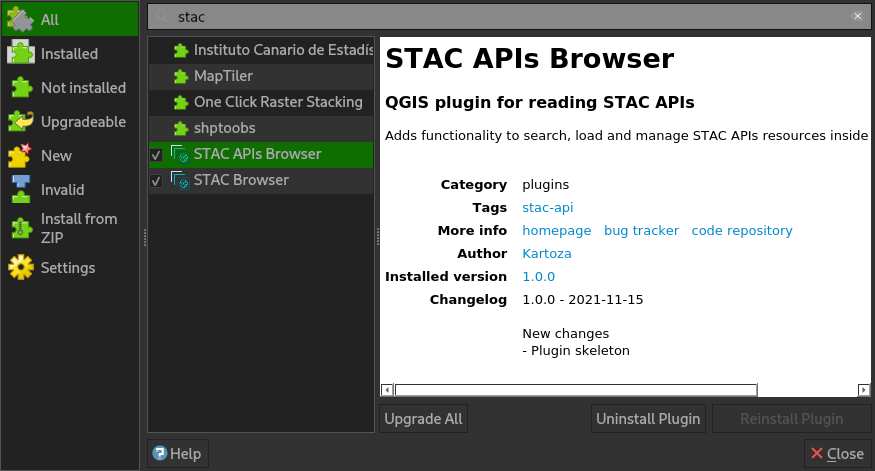 stac
All
Installed
Not installed
Upgradeable
New
Invalid
Install from
ZIP
Settings
Instituto Canario de Estadís
MapTiler
One Click Raster Stacking
shptoobs
STAC APIs Browser
STAC Browser
STAC APIs Browser
QGIS plugin for reading STAC APIs
Adds functionality to search, load and manage STAC APIs resources inside
Category plugins
Tags stac-api
More info homepage bug tracker code repository
Author Kartoza
Installed version 1.0.0
Changelog 1.0.0 - 2021-11-15
New changes
- Plugin skeleton
Upgrade All Uninstall Plugin Reinstall Plugin
Help Close